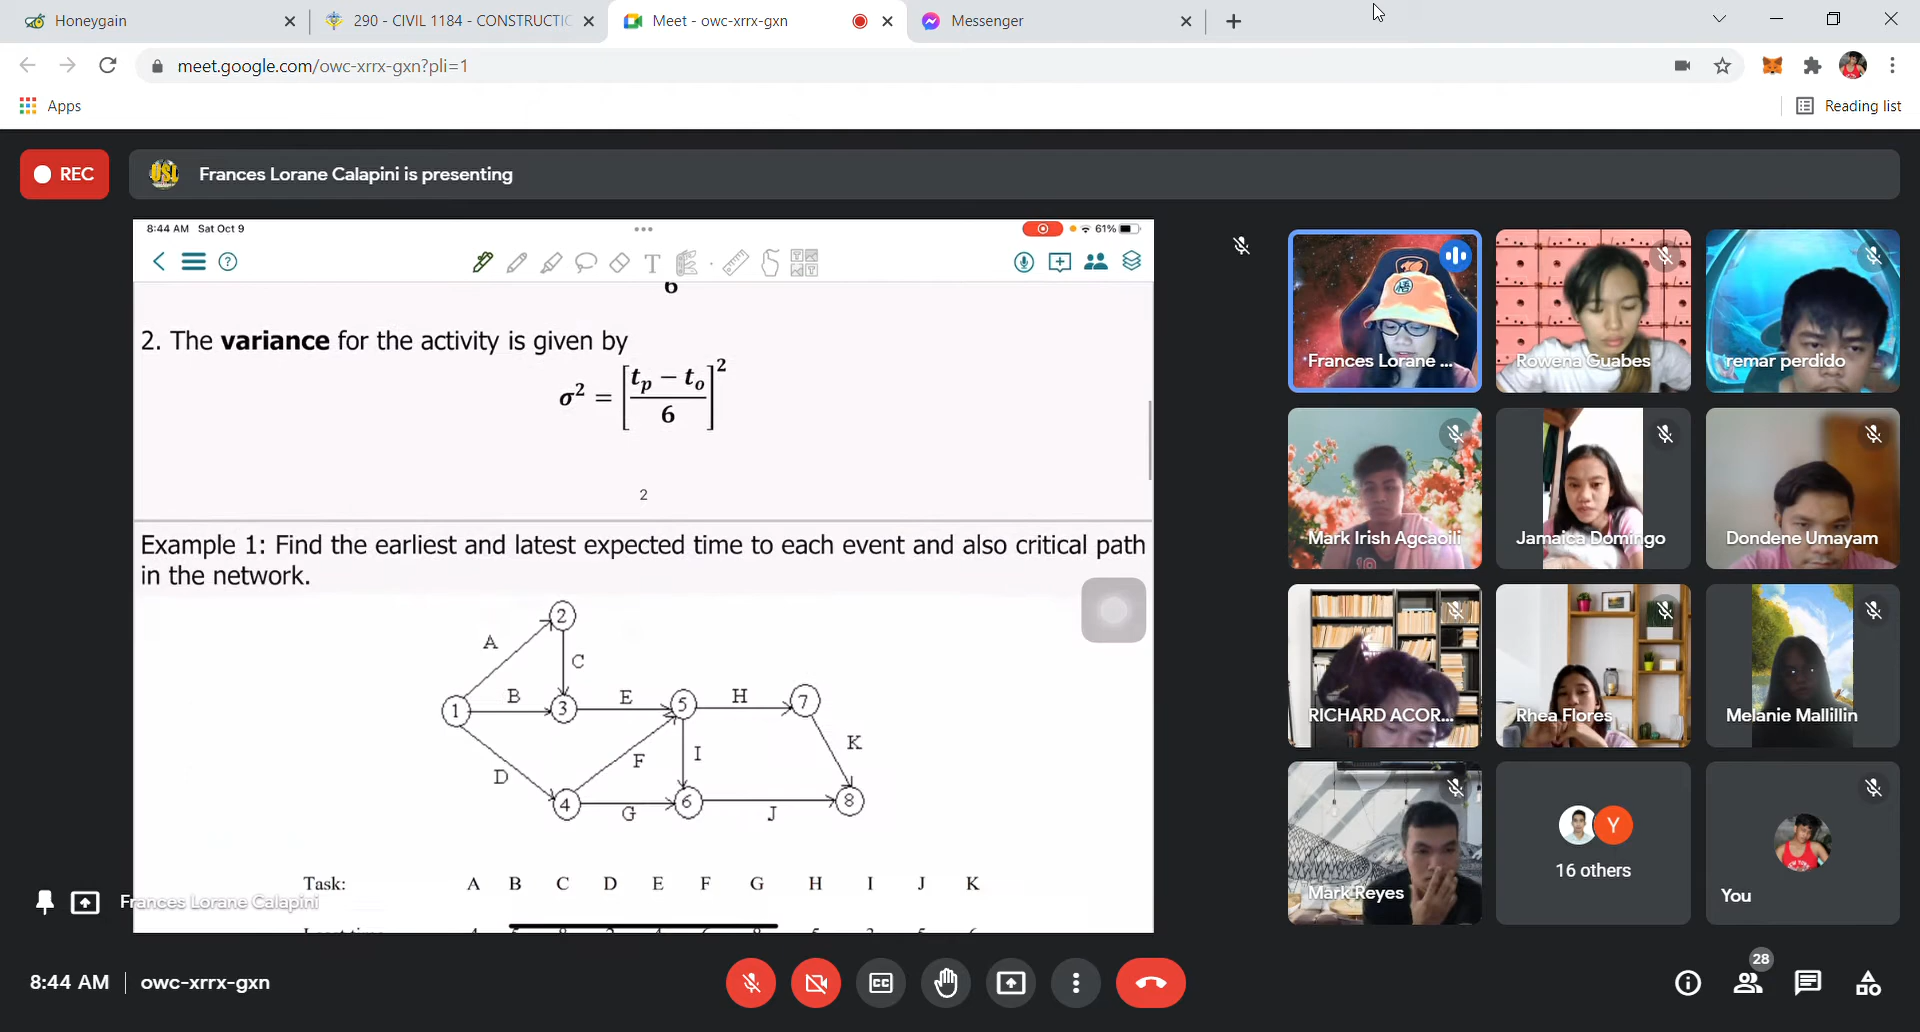 Honeygain
290 - CIVIL 1184 - CONSTRUCTIC
Meet - owc-xrrx-gxn
Messenger
meet.google.com/owc-xrrx-gxn?pli=1
Apps
Reading list
REC
USL
Frances Lorane Calapini is presenting
8:44 AM Sat Oct 9
61%
6
2. The variance for the activity is given by
σ² = [tp − to / 6]²
2
Example 1: Find the earliest and latest expected time to each event and also critical path
in the network.
2
A
C
B
E
H
1
3
5
7
D
F
I
K
4
G
6
J
8
Task: A B C D E F G H I J K
Frances Lorane Calapini
Frances Lorane ...
Rowena Guabes
remar perdido
Mark Irish Agcaoili
Jamaica Domingo
Dondene Umayam
RICHARD ACOR...
Rhea Flores
Melanie Mallillin
Mark Reyes
Y
16 others
You
8:44 AM
owc-xrrx-gxn
28